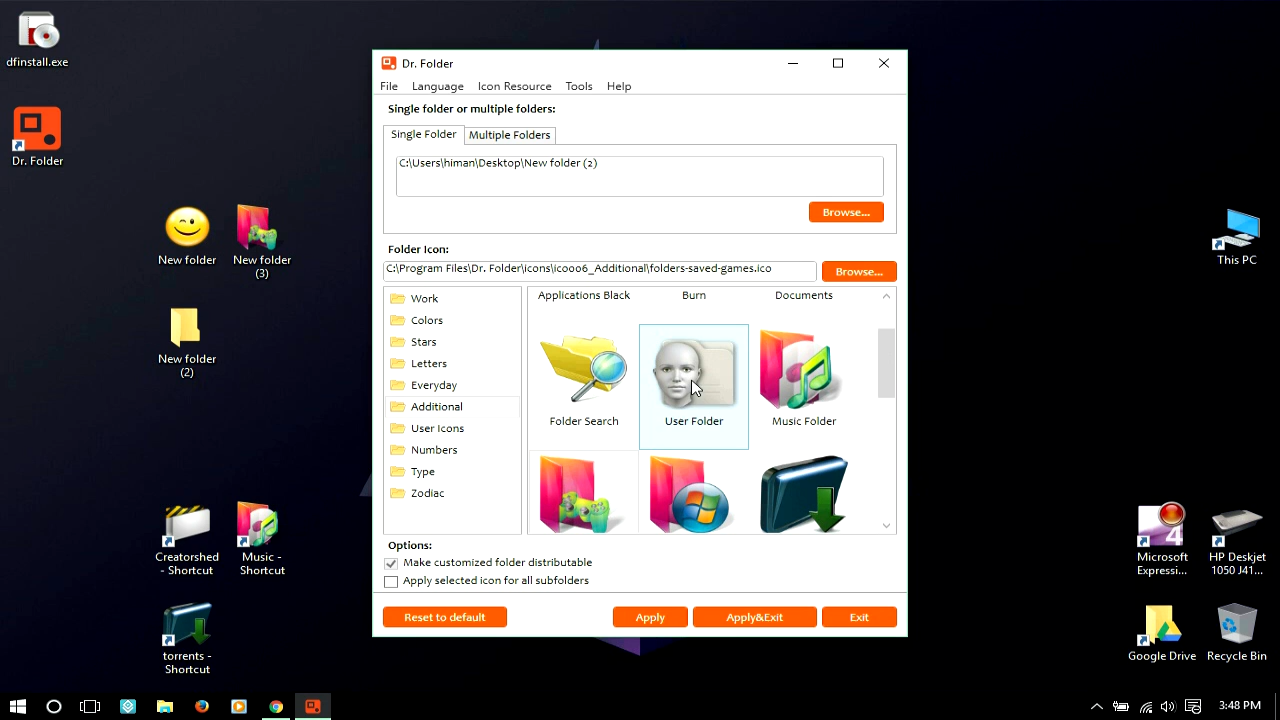 dfinstall.exe
Dr. Folder
New folder
New folder
(3)
New folder
(2)
Creatorshed
- Shortcut
Music -
Shortcut
torrents -
Shortcut
Dr. Folder
File Language Icon Resource Tools Help
Single folder or multiple folders:
Single Folder Multiple Folders
C:\Users\himan\Desktop\New folder (2)
Browse...
Folder Icon:
C:\Program Files\Dr. Folder\icons\ico006_Additional\folders-saved-games.ico
Browse...
Work
Colors
Stars
Letters
Everyday
Additional
User Icons
Numbers
Type
Zodiac
Applications Black Burn Documents
Folder Search User Folder Music Folder
Options:
Make customized folder distributable
Apply selected icon for all subfolders
Reset to default Apply Apply&Exit Exit
This PC
4
Microsoft
Expressi...
HP Deskjet
1050 J41...
Google Drive
Recycle Bin
3:48 PM